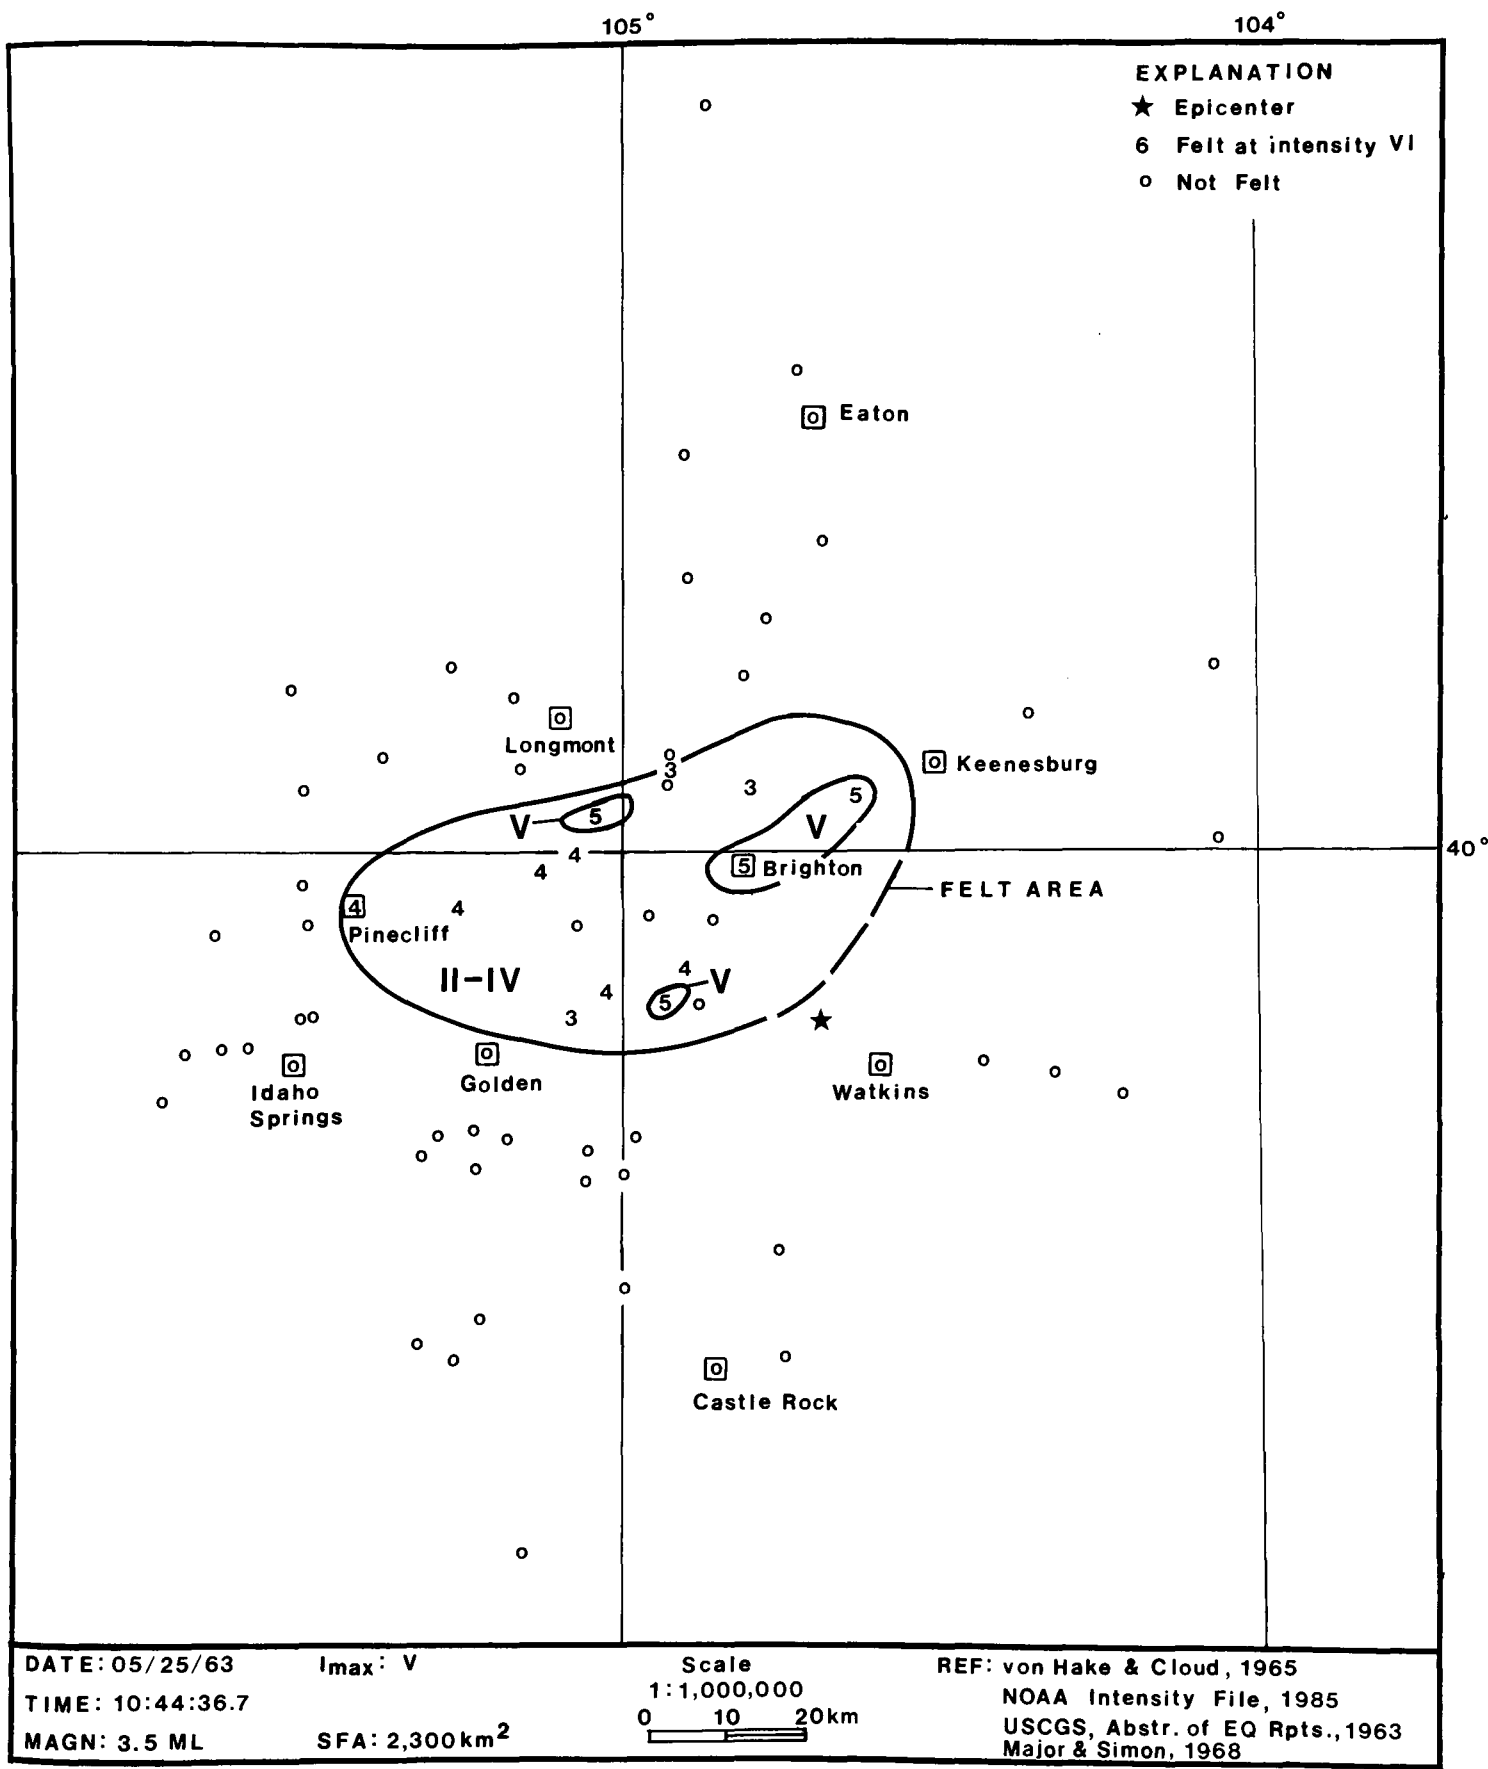 105°
104°
EXPLANATION
★ Epicenter
6 Felt at intensity VI
o Not Felt
Eaton
Longmont
3
Keenesburg
3
5
V
5
V
4
40°
4
5
Brighton
FELT AREA
4
4
Pinecliff
II-IV
4
V
4
5
3
Idaho
Springs
Golden
Watkins
Castle Rock
DATE: 05/25/63
Imax: V
TIME: 10:44:36.7
MAGN: 3.5 ML
SFA: 2,300 km²
Scale
1:1,000,000
0 10 20km
REF: von Hake & Cloud, 1965
NOAA Intensity File, 1985
USCGS, Abstr. of EQ Rpts., 1963
Major & Simon, 1968